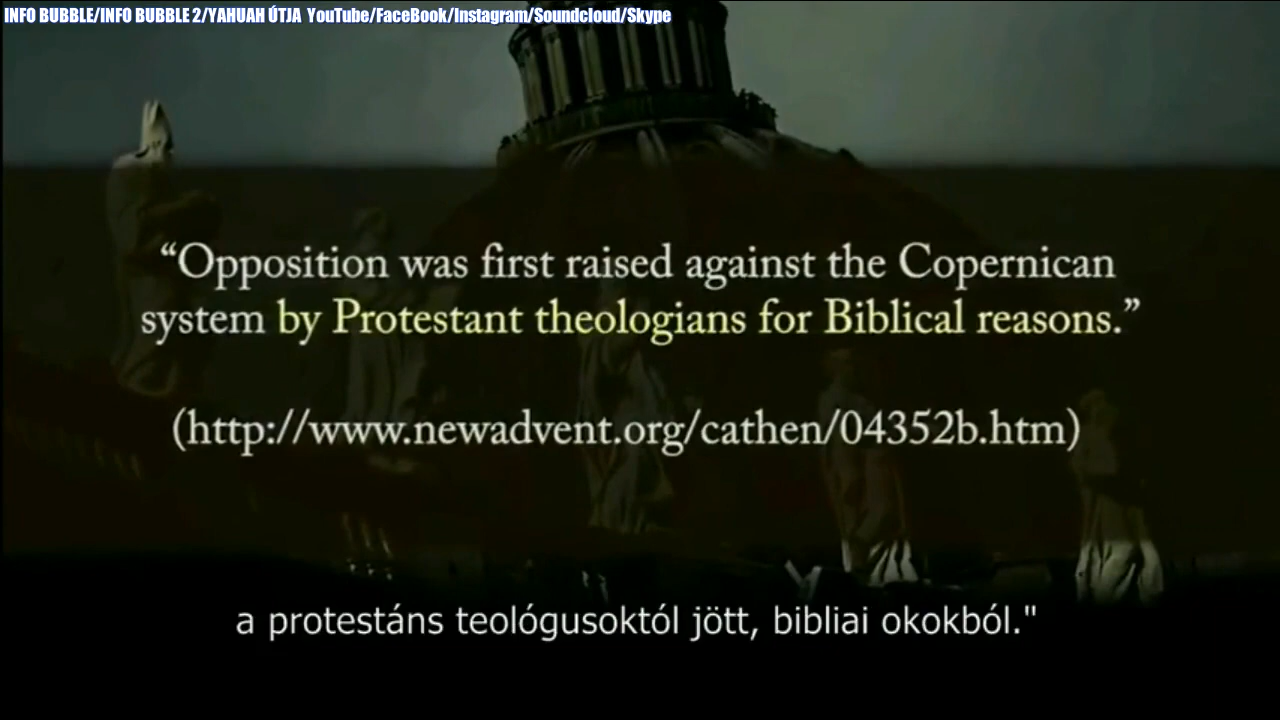 INFO BUBBLE/INFO BUBBLE 2/YAHUAH ÚTJA YouTube/FaceBook/Instagram/Soundcloud/Skype
“Opposition was first raised against the Copernican
system by Protestant theologians for Biblical reasons.”
(http://www.newadvent.org/cathen/04352b.htm)
a protestáns teológusoktól jött, bibliai okokból."